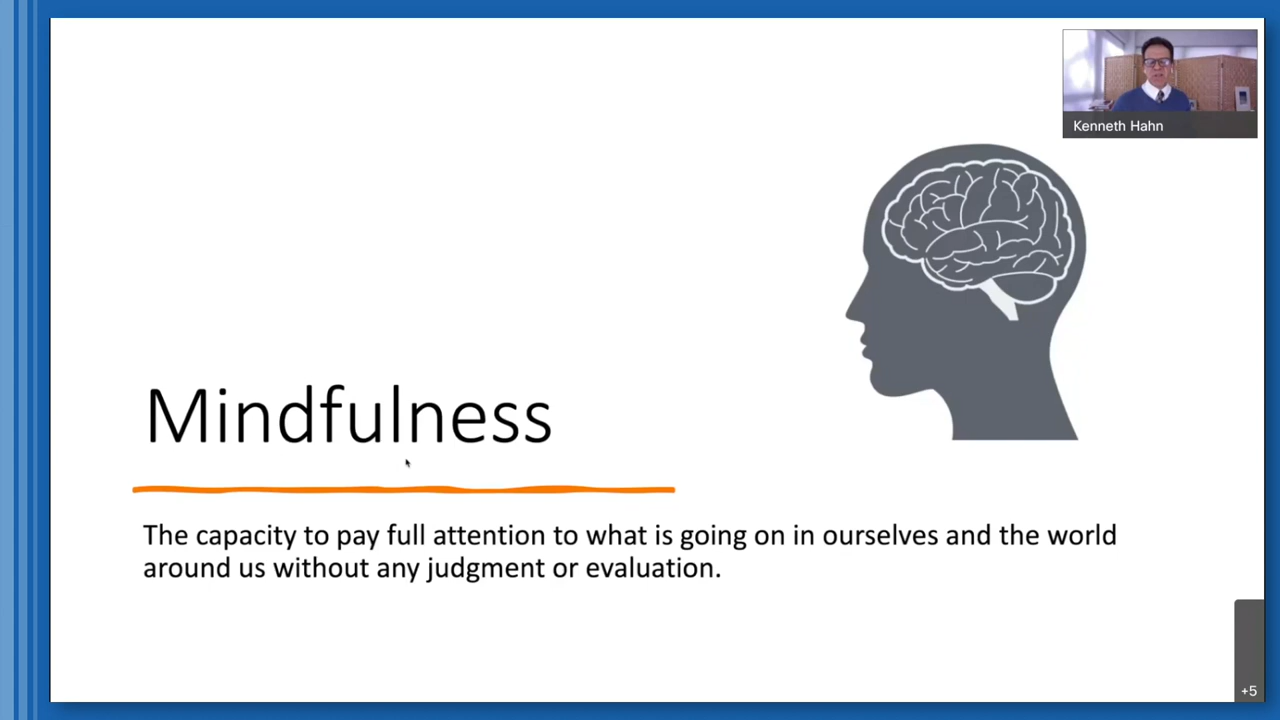 Kenneth Hahn
Mindfulness
The capacity to pay full attention to what is going on in ourselves and the world
around us without any judgment or evaluation.
+5